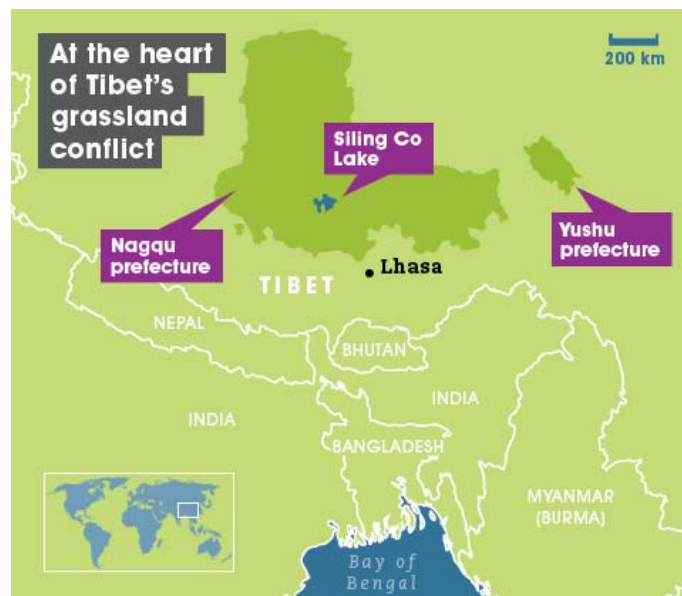 At the heart
of Tibet's
grassland
conflict
200 km
Siling Co
Lake
Nagqu
prefecture
Yushu
prefecture
Lhasa
TIBET
NEPAL
BHUTAN
INDIA
INDIA
BANGLADESH
MYANMAR
(BURMA)
Bay of
Bengal